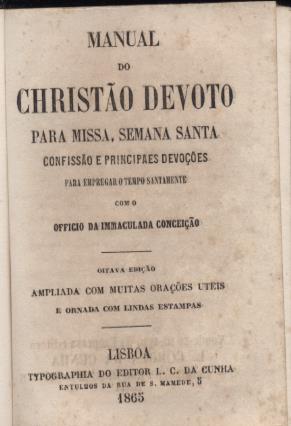 MANUAL
DO
CHRISTÃO DEVOTO
PARA MISSA, SEMANA SANTA
CONFISSÃO E PRINCIPAES DEVOÇÕES
PARA EMPREGAR O TEMPO SANTAMENTE
COM O
OFFICIO DA IMMACULADA CONCEIÇÃO
OITAVA EDIÇÃO
AMPLIADA COM MUITAS ORAÇÕES UTEIS
E ORNADA COM LINDAS ESTAMPAS
LISBOA
TYPOGRAPHIA DO EDITOR L. C. DA CUNHA
ENTULHOS DA RUA DE S. MAMEDE, 5
1865